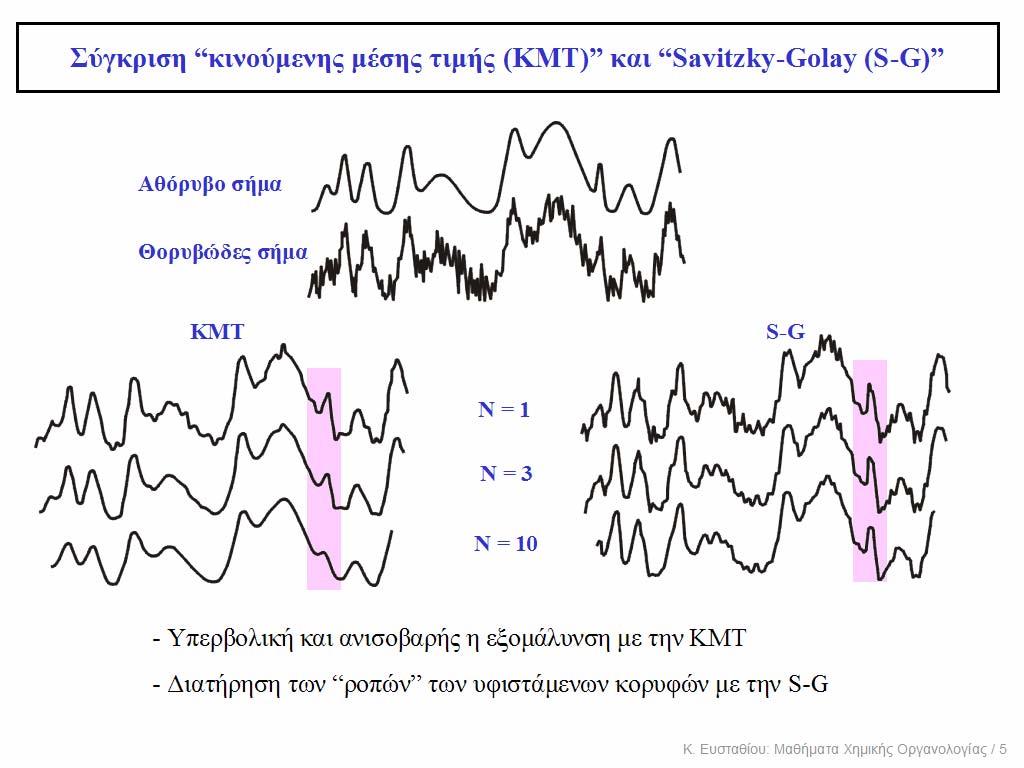 Σύγκριση “κινούμενης μέσης τιμής (ΚΜΤ)” και “Savitzky-Golay (S-G)”
Αθόρυβο σήμα
Θορυβώδες σήμα
ΚΜΤ
S-G
N = 1
N = 3
N = 10
- Υπερβολική και ανισοβαρής η εξομάλυνση με την ΚΜΤ
- Διατήρηση των “ροπών” των υφιστάμενων κορυφών με την S-G
Κ. Ευσταθίου: Μαθήματα Χημικής Οργανολογίας / 5